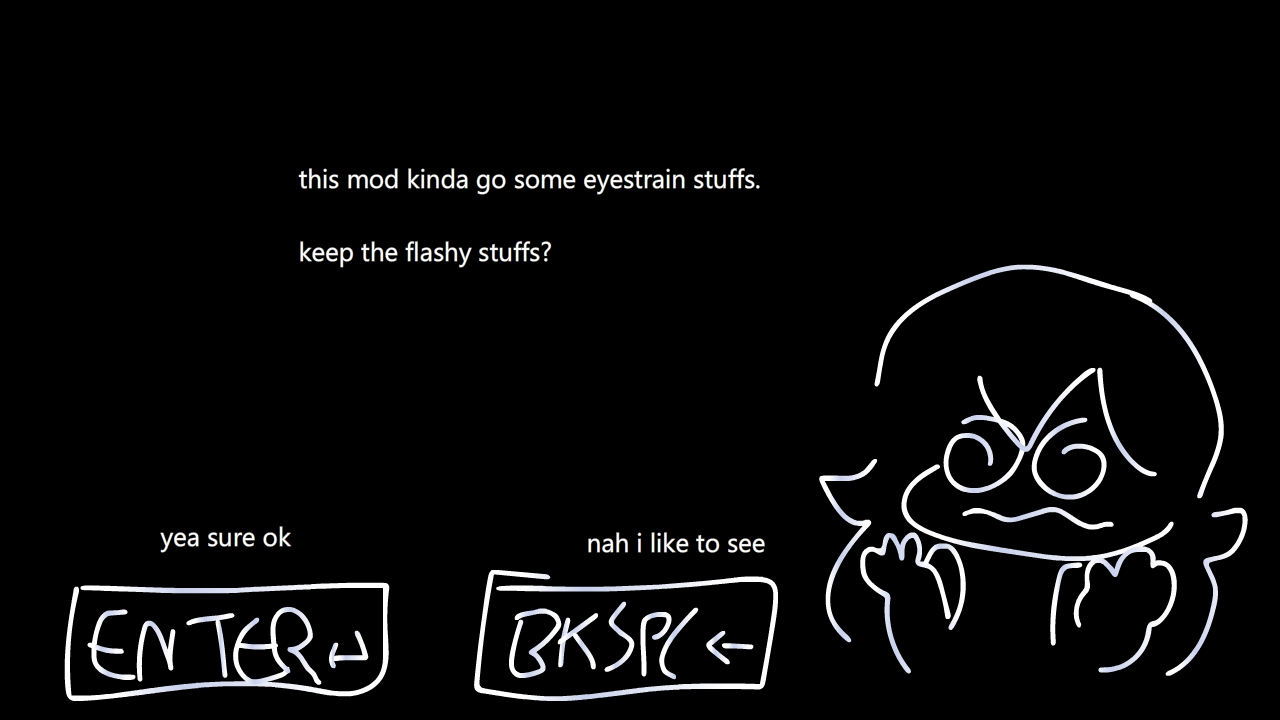 this mod kinda go some eyestrain stuffs.
keep the flashy stuffs?
yea sure ok
nah i like to see
ENTER ↵
BKSPC ←